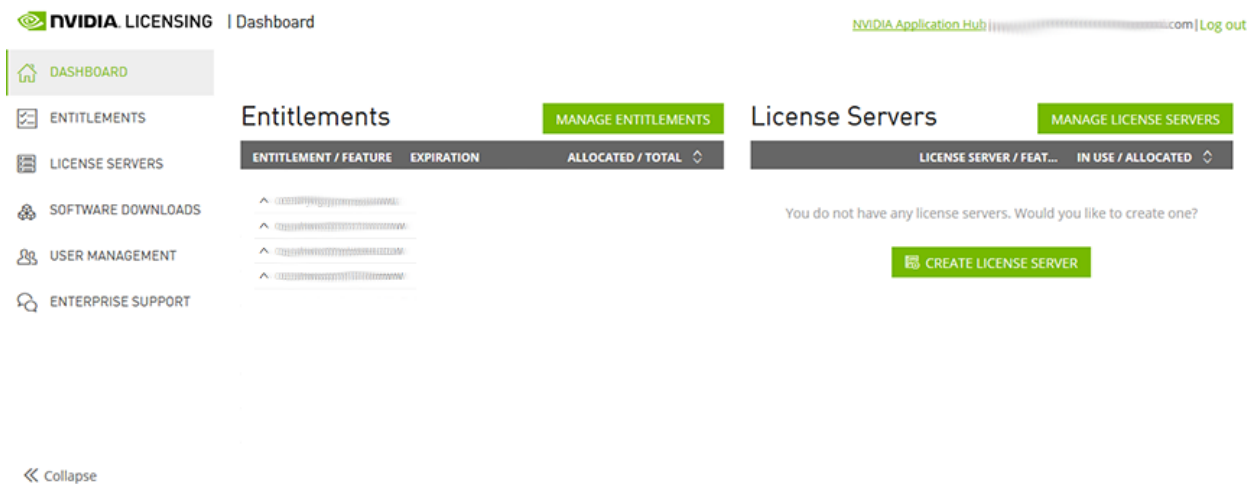 NVIDIA. LICENSING | Dashboard
NVIDIA Application Hub | .com | Log out
DASHBOARD
ENTITLEMENTS
LICENSE SERVERS
SOFTWARE DOWNLOADS
USER MANAGEMENT
ENTERPRISE SUPPORT
Collapse
Entitlements
MANAGE ENTITLEMENTS
ENTITLEMENT / FEATURE EXPIRATION ALLOCATED / TOTAL
License Servers
MANAGE LICENSE SERVERS
LICENSE SERVER / FEAT... IN USE / ALLOCATED
You do not have any license servers. Would you like to create one?
CREATE LICENSE SERVER